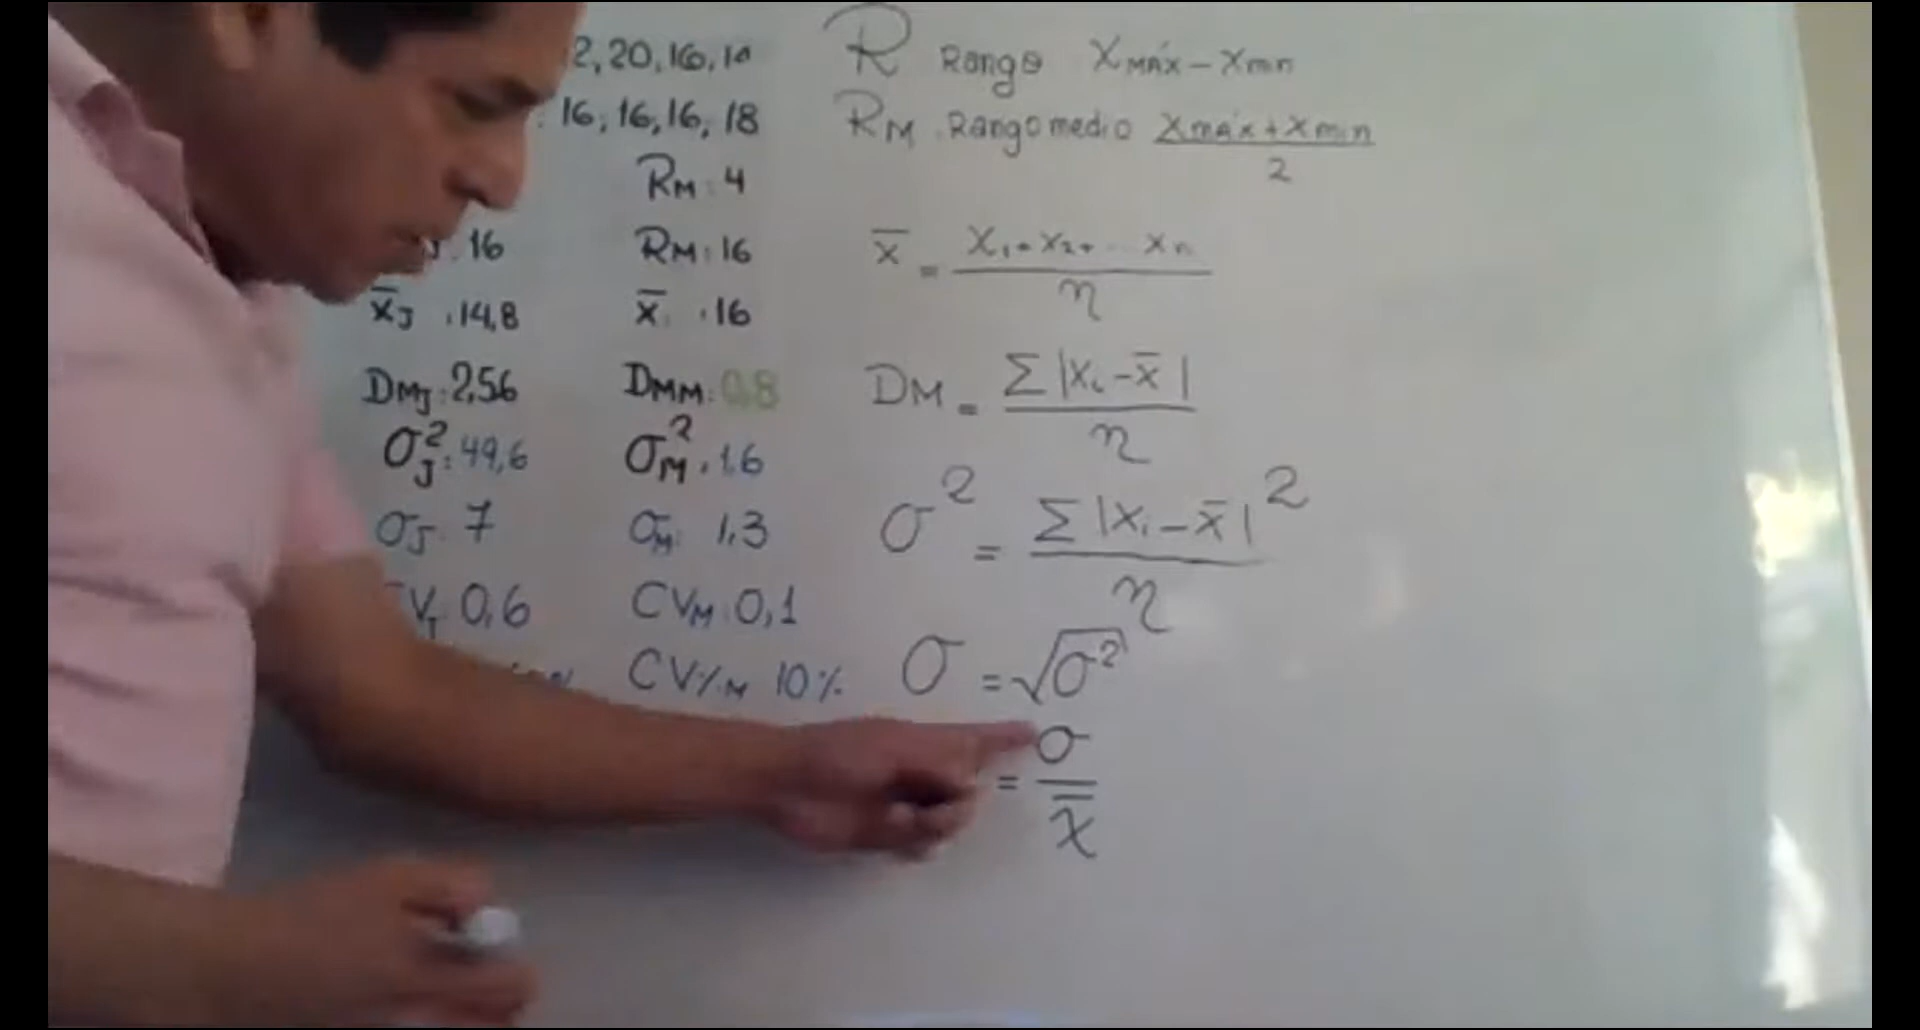 2, 20, 16, 10
16, 16, 16, 18
RM: 4
: 16 RM: 16
x̄J : 14,8 x̄ : 16
DMJ: 2,56 DMM: 0,8
σ²J: 49,6 σ²M: 1.6
σJ: 7 σM: 1.3
VJ 0,6 CVM: 0,1
CV%M 10%
R Rango XMÁX – Xmin
RM Rango medio Xmáx + Xmin / 2
x̄ = X₁ + X₂ + ... Xn / n
DM = Σ |Xi – x̄| / n
σ² = Σ |Xi – x̄|² / n
σ = √σ²
= σ / x̄